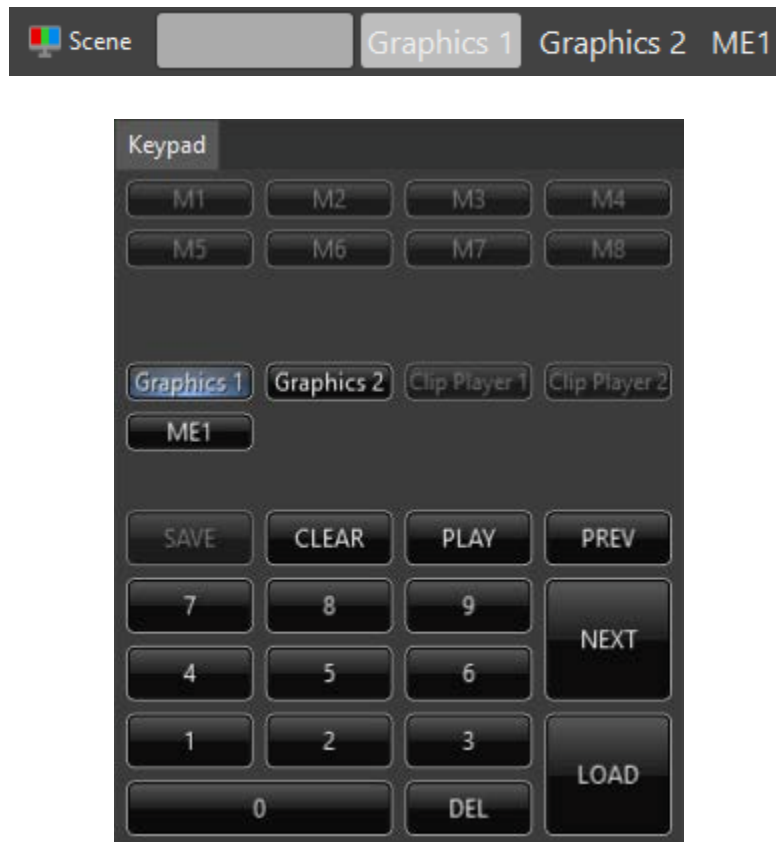 Scene Graphics 1 Graphics 2 ME1
Keypad
M1 M2 M3 M4
M5 M6 M7 M8
Graphics 1 Graphics 2 Clip Player 1 Clip Player 2
ME1
SAVE CLEAR PLAY PREV
7 8 9
NEXT
4 5 6
1 2 3
LOAD
0 DEL